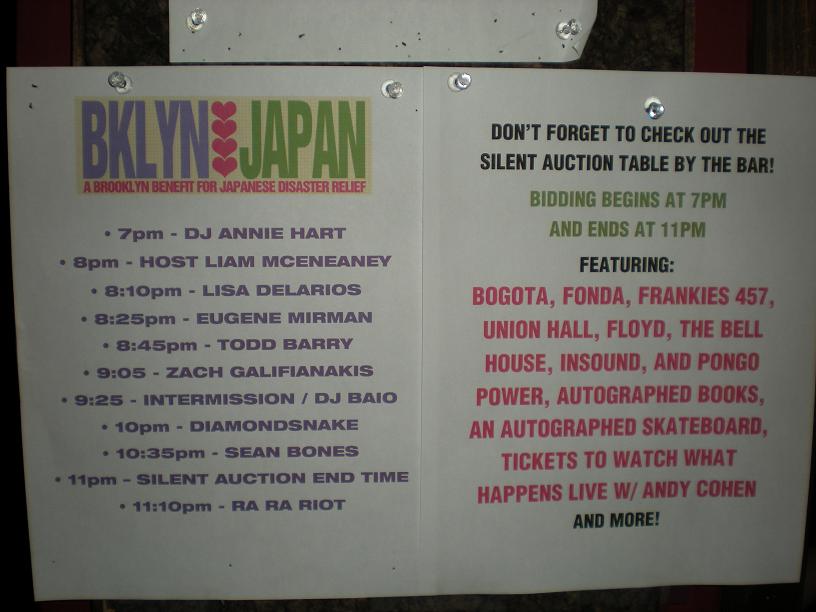 BKLYN JAPAN
A BROOKLYN BENEFIT FOR JAPANESE DISASTER RELIEF
• 7pm - DJ ANNIE HART
• 8pm - HOST LIAM MCENEANEY
• 8:10pm - LISA DELARIOS
• 8:25pm - EUGENE MIRMAN
• 8:45pm - TODD BARRY
• 9:05 - ZACH GALIFIANAKIS
• 9:25 - INTERMISSION / DJ BAIO
• 10pm - DIAMONDSNAKE
• 10:35pm - SEAN BONES
• 11pm - SILENT AUCTION END TIME
• 11:10pm - RA RA RIOT
DON'T FORGET TO CHECK OUT THE
SILENT AUCTION TABLE BY THE BAR!
BIDDING BEGINS AT 7PM
AND ENDS AT 11PM
FEATURING:
BOGOTA, FONDA, FRANKIES 457,
UNION HALL, FLOYD, THE BELL
HOUSE, INSOUND, AND PONGO
POWER, AUTOGRAPHED BOOKS,
AN AUTOGRAPHED SKATEBOARD,
TICKETS TO WATCH WHAT
HAPPENS LIVE W/ ANDY COHEN
AND MORE!